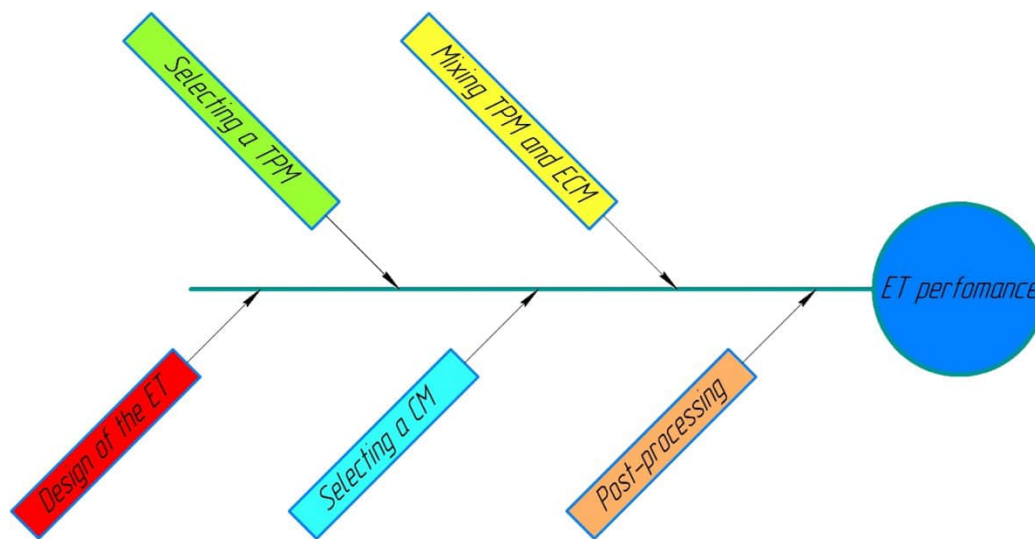 Selecting a TPM
Mixing TPM and ECM
ET perfomance
Design of the ET
Selecting a CM
Post-processing